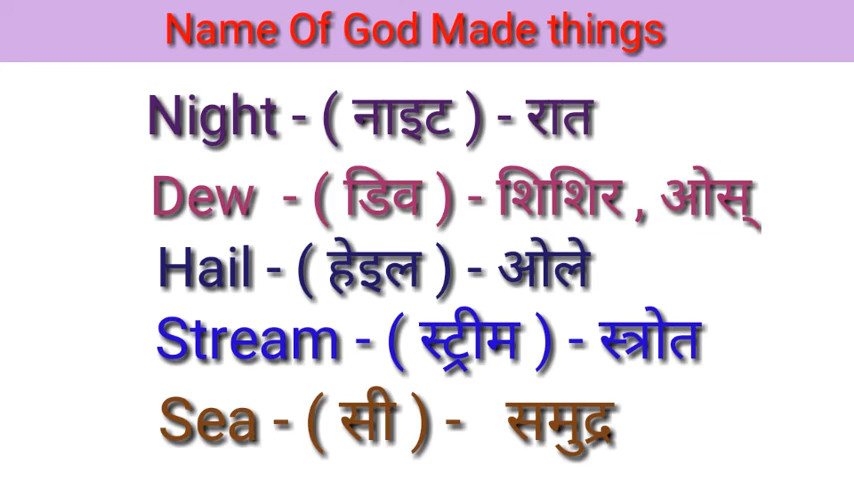 Name Of God Made things
Night - ( नाइट ) - रात
Dew - ( डिव ) - शिशिर , ओस्
Hail - ( हेइल ) - ओले
Stream - ( स्ट्रीम ) - स्त्रोत
Sea - ( सी ) - समुद्र